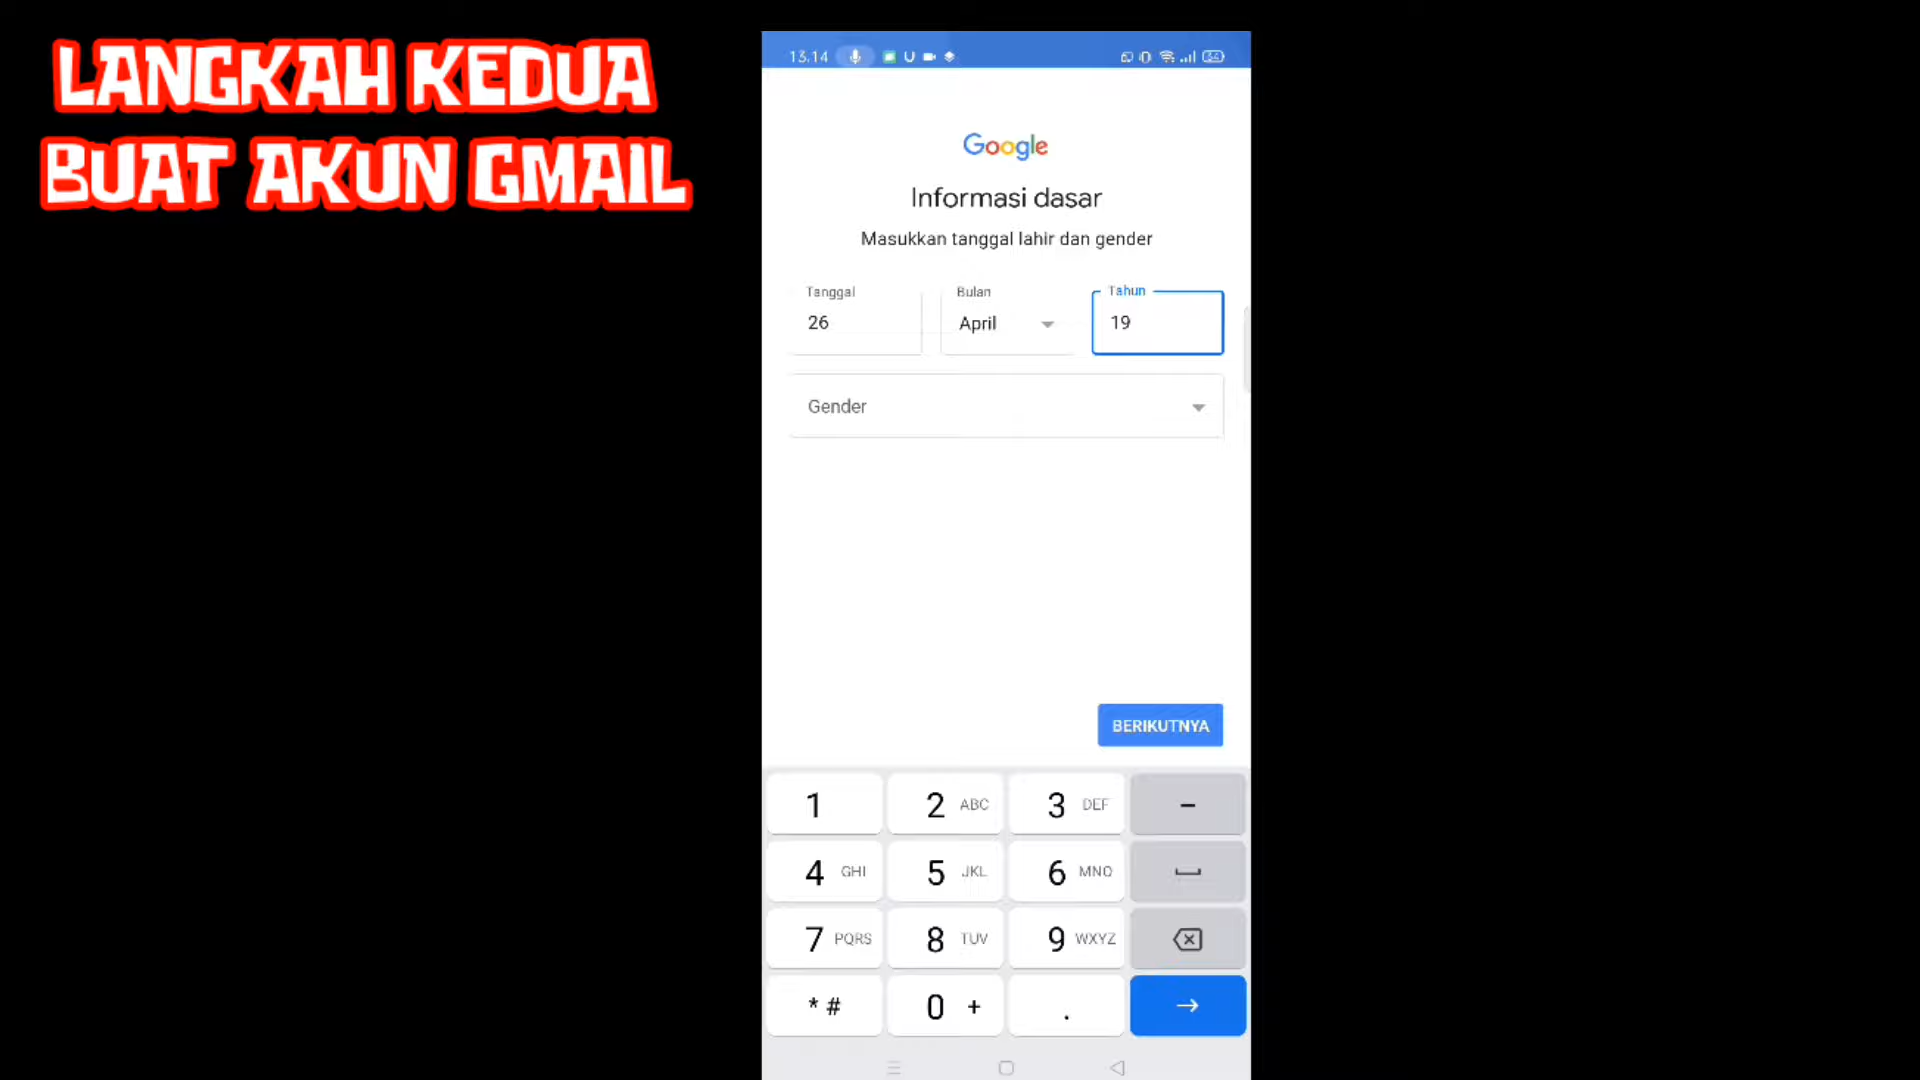 LANGKAH KEDUA
BUAT AKUN GMAIL
13.14
Google
Informasi dasar
Masukkan tanggal lahir dan gender
Tanggal Bulan Tahun
26 April 19
Gender
BERIKUTNYA
1 2 ABC 3 DEF -
4 GHI 5 JKL 6 MNO
7 PQRS 8 TUV 9 WXYZ
* # 0 + .